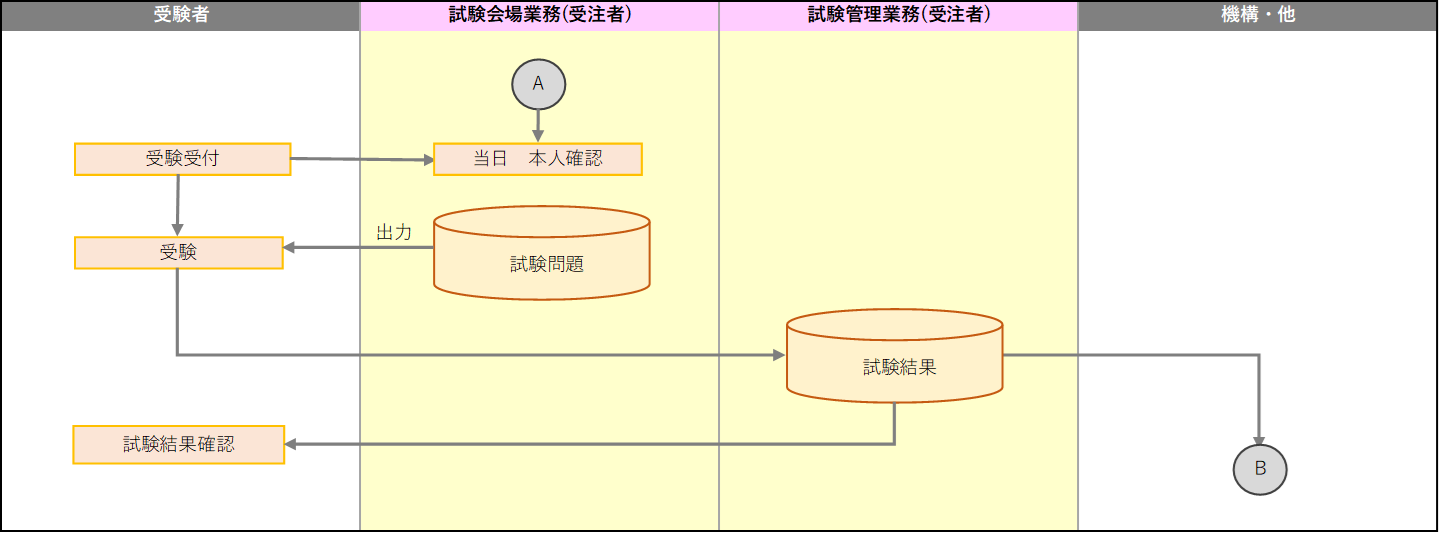 受験者
試験会場業務(受注者)
試験管理業務(受注者)
機構・他
A
受験受付
当日　本人確認
出力
受験
試験問題
試験結果
試験結果確認
B